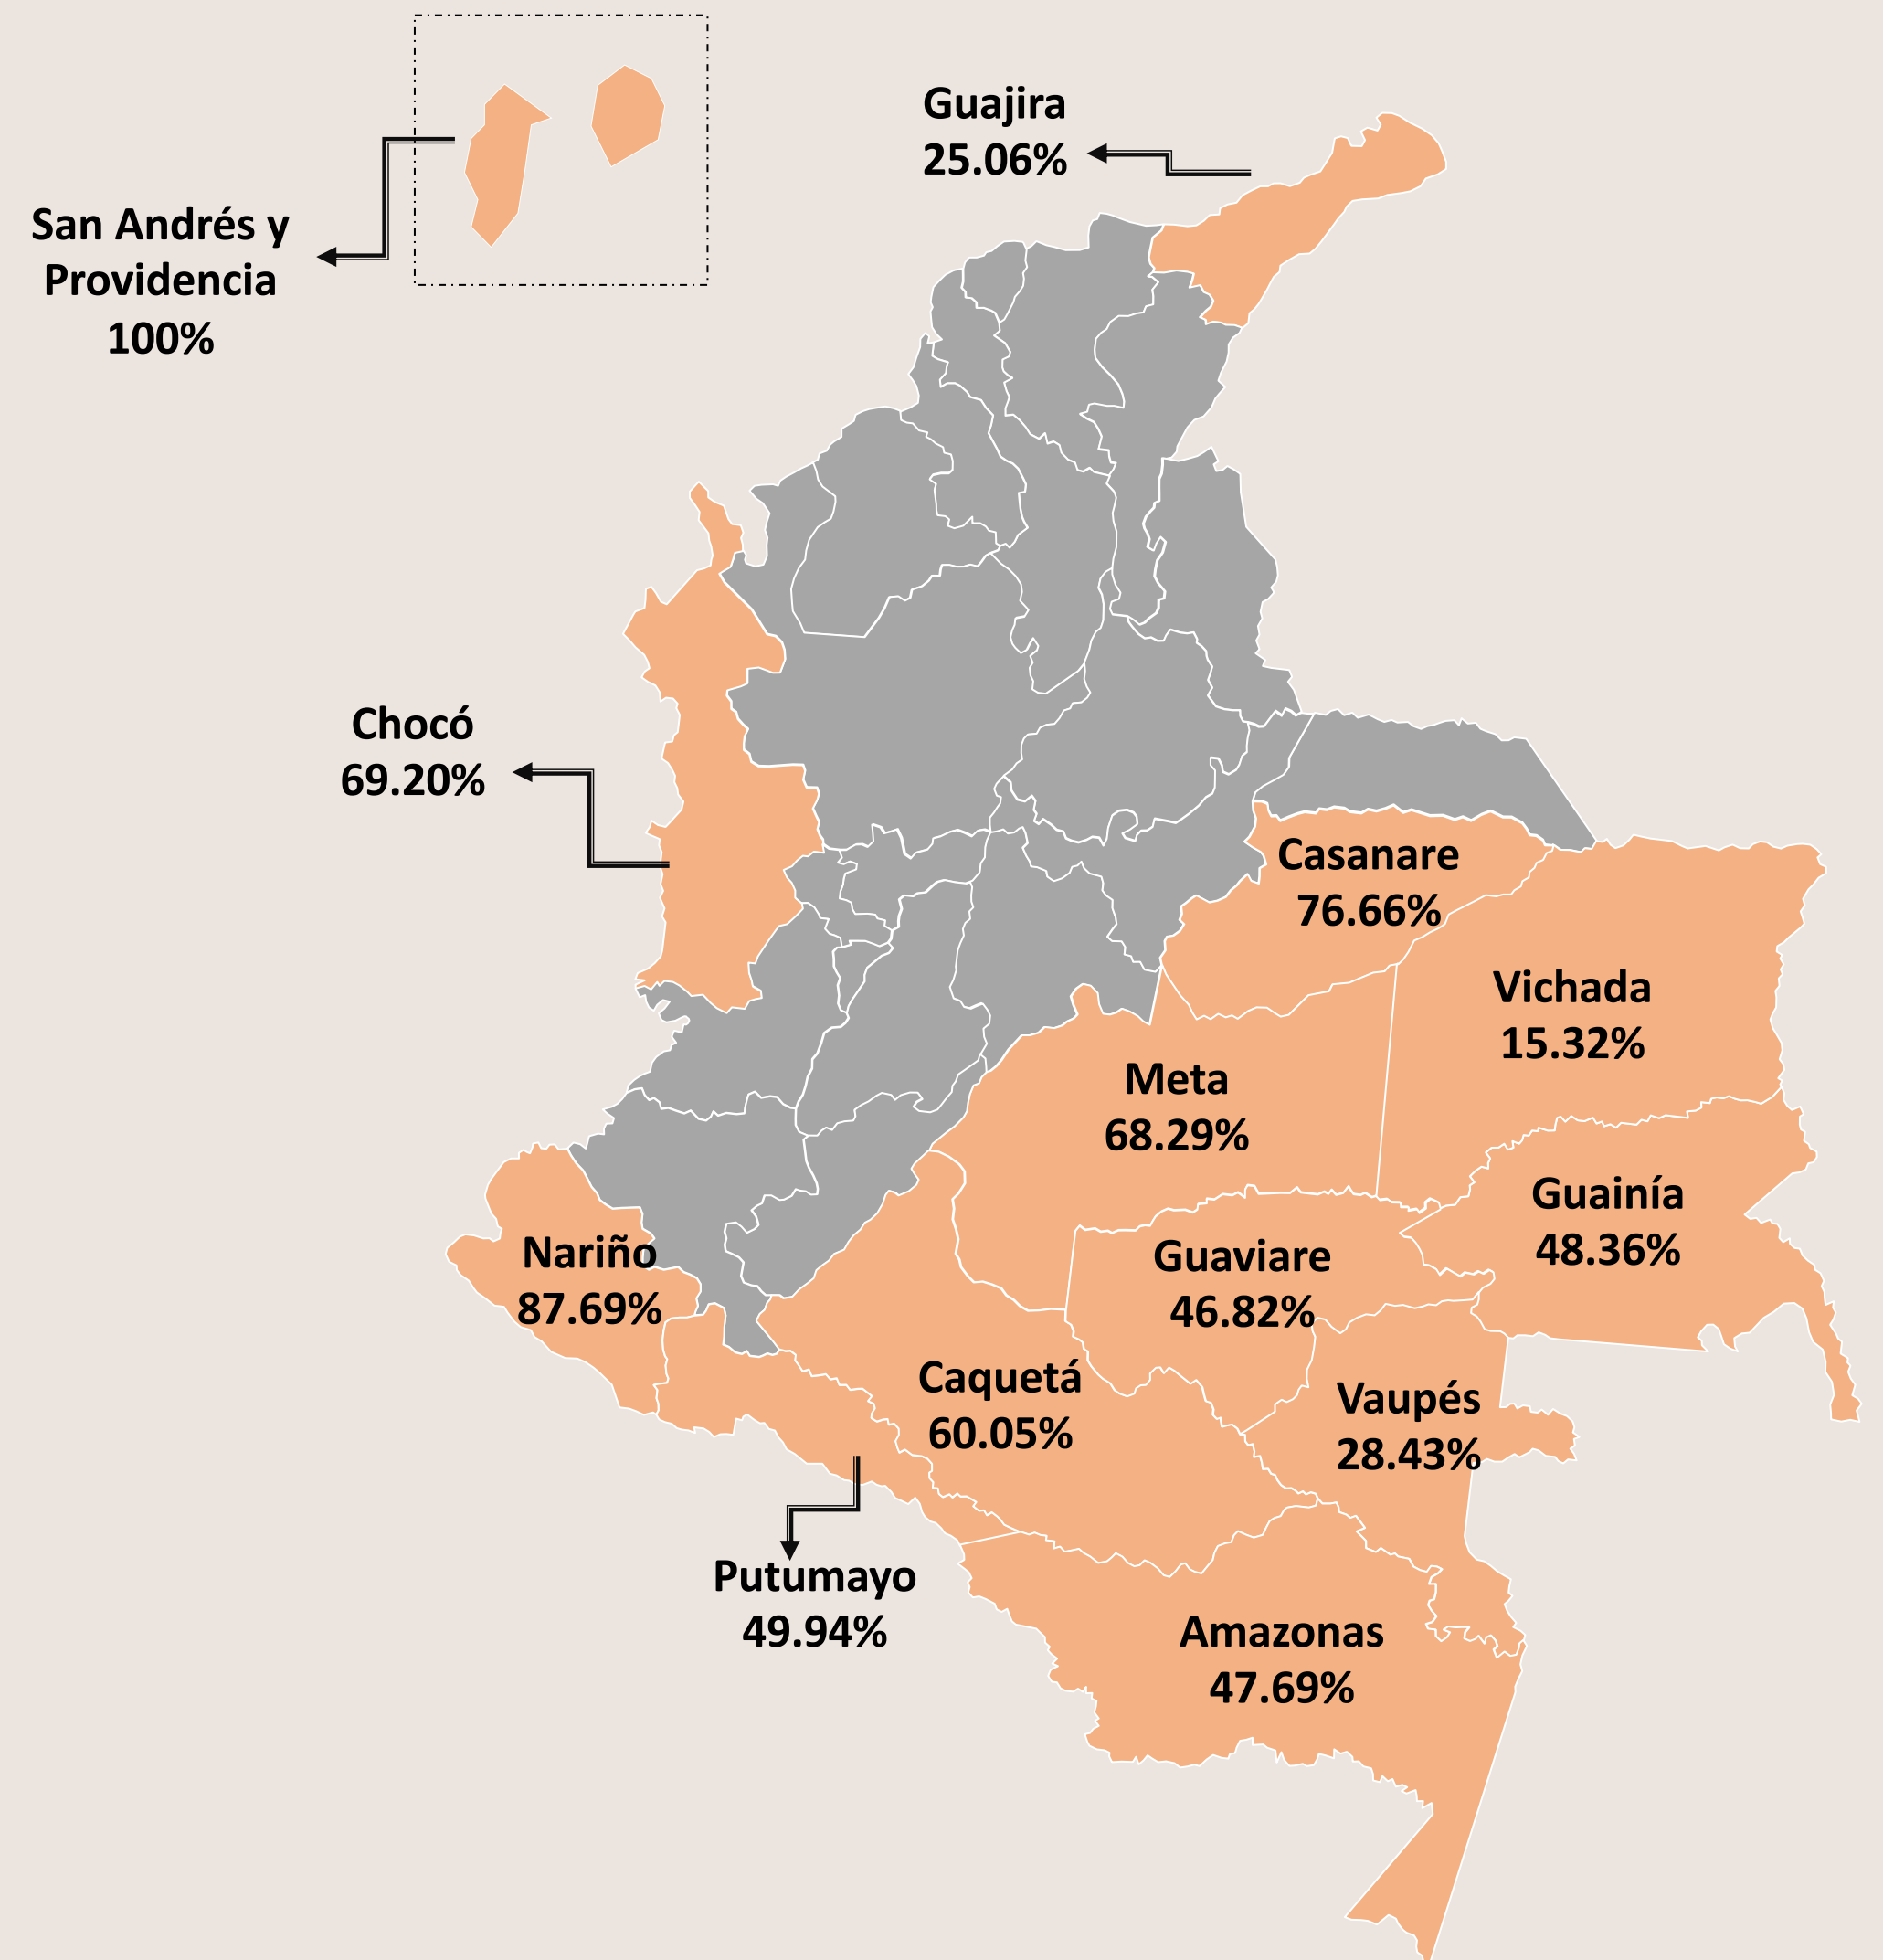 Guajira
25.06%
San Andrés y
Providencia
100%
Chocó
69.20%
Casanare
76.66%
Vichada
15.32%
Meta
68.29%
Guainía
48.36%
Nariño
87.69%
Guaviare
46.82%
Caquetá
60.05%
Vaupés
28.43%
Putumayo
49.94%
Amazonas
47.69%